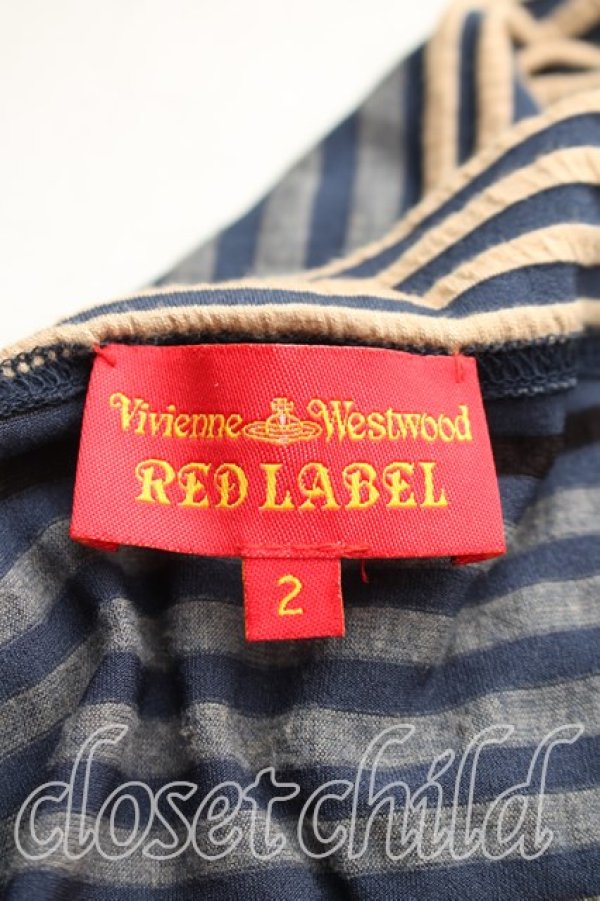 Vivienne Westwood
RED LABEL
2
closet child